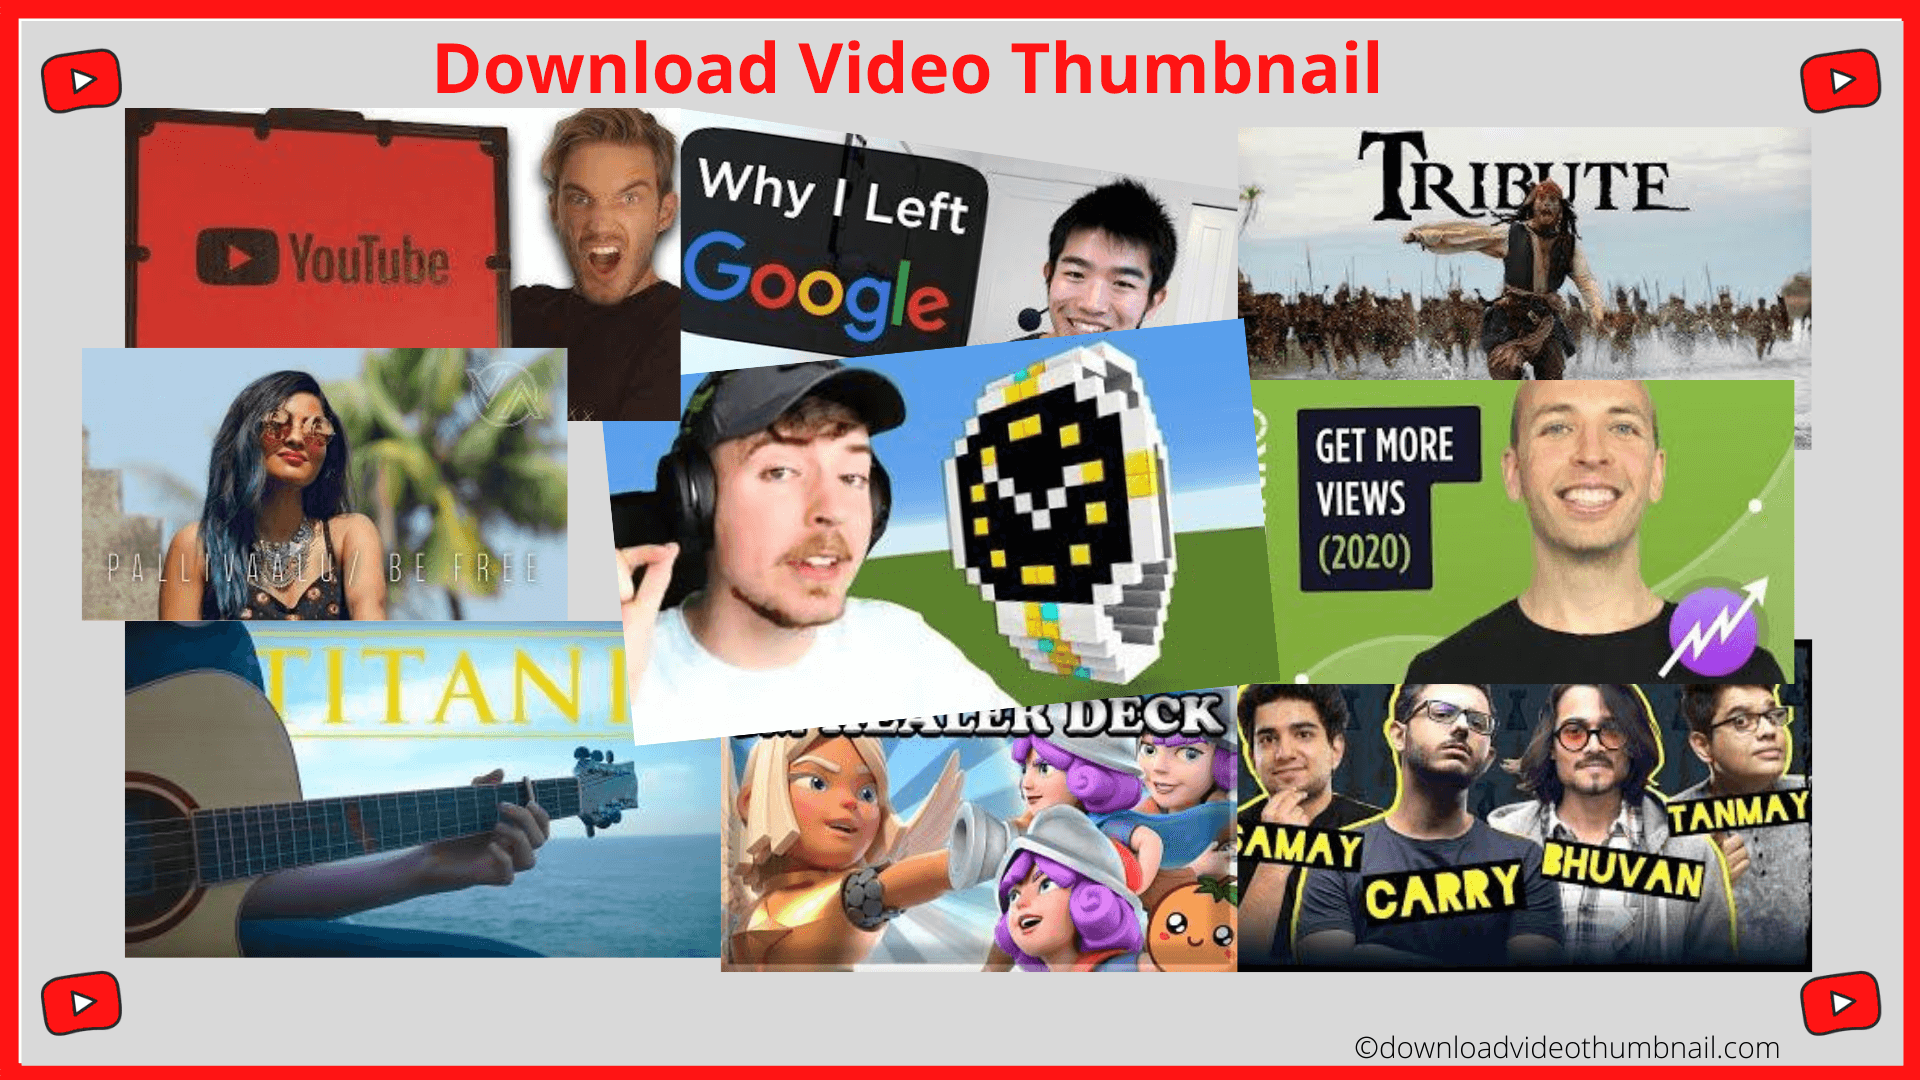 Download Video Thumbnail
YouTube
Why I Left
Google
TRIBUTE
PALLIVAALU/ BE FREE
GET MORE
VIEWS
(2020)
TITANI
DECK
SAMAY
CARRY
BHUVAN
TANMAY
©downloadvideothumbnail.com